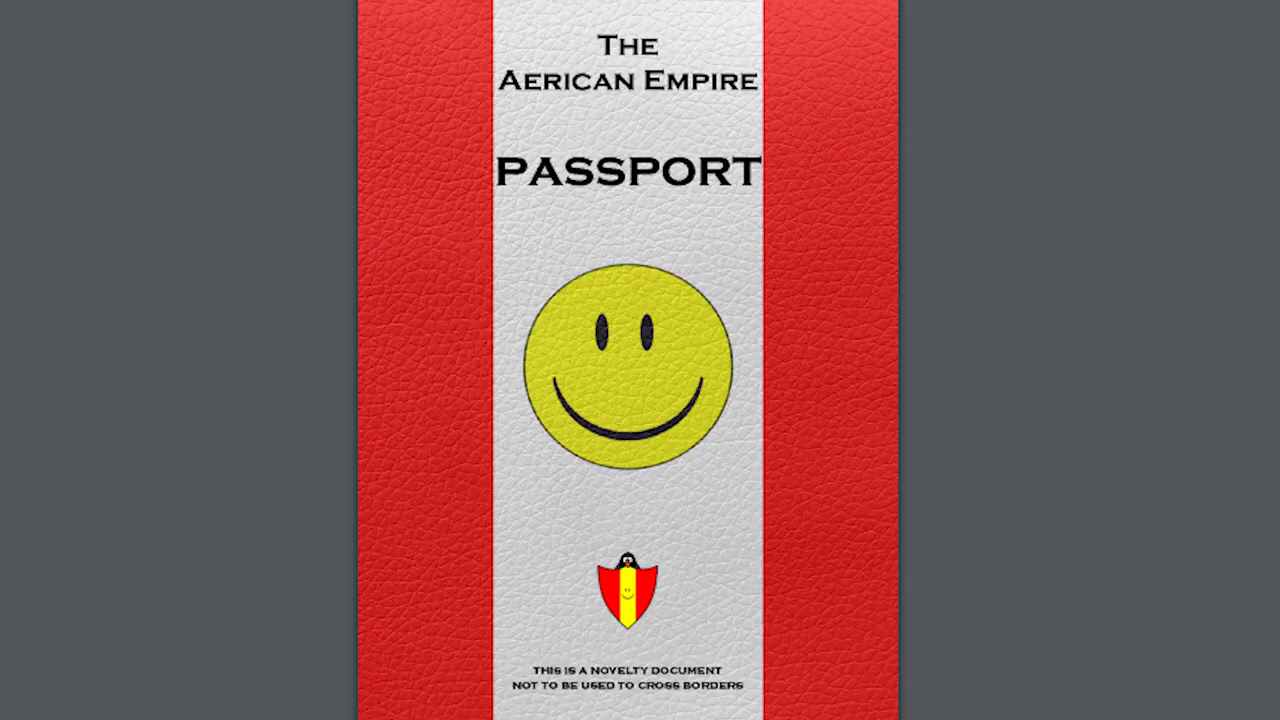 THE
AERICAN EMPIRE
PASSPORT
THIS IS A NOVELTY DOCUMENT
NOT TO BE USED TO CROSS BORDERS